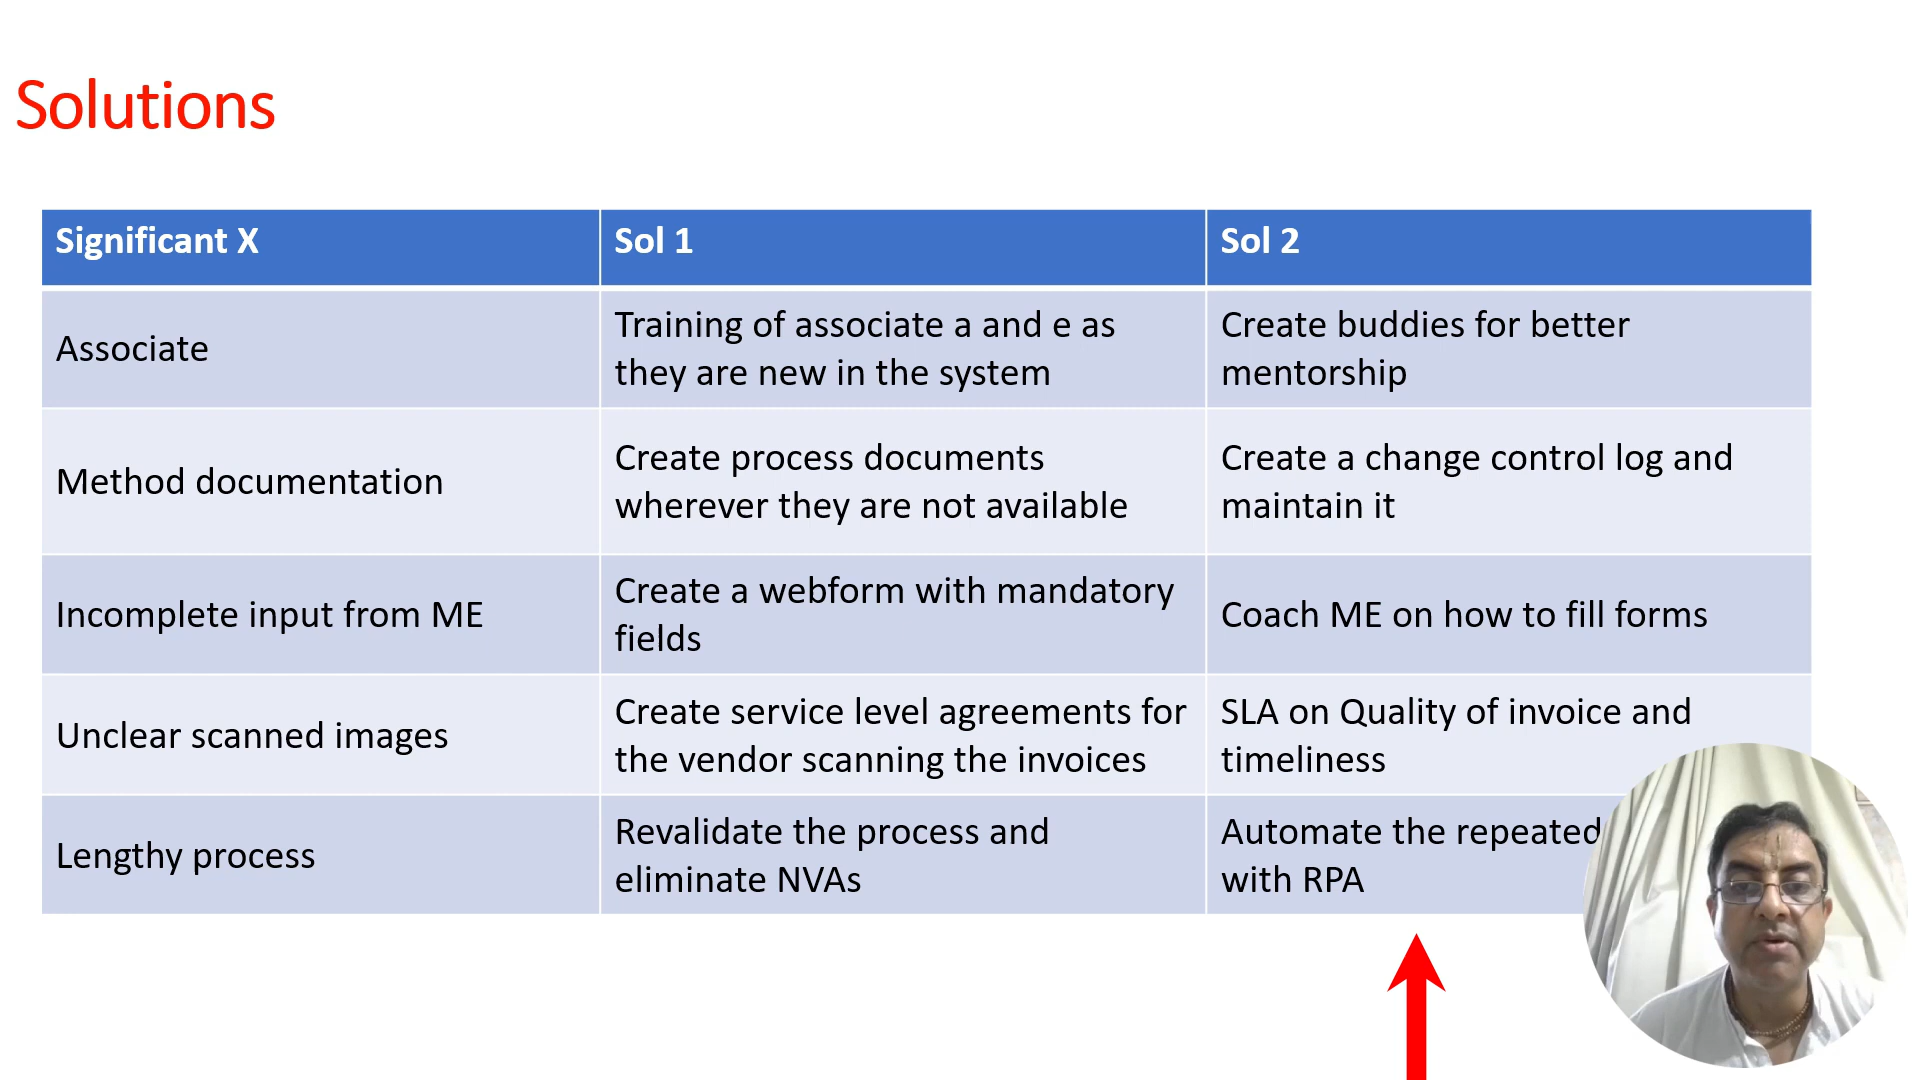 Solutions
Significant X
Sol 1
Sol 2
Associate
Training of associate a and e as
they are new in the system
Create buddies for better
mentorship
Method documentation
Create process documents
wherever they are not available
Create a change control log and
maintain it
Incomplete input from ME
Create a webform with mandatory
fields
Coach ME on how to fill forms
Unclear scanned images
Create service level agreements for
the vendor scanning the invoices
SLA on Quality of invoice and
timeliness
Lengthy process
Revalidate the process and
eliminate NVAs
Automate the repeated
with RPA